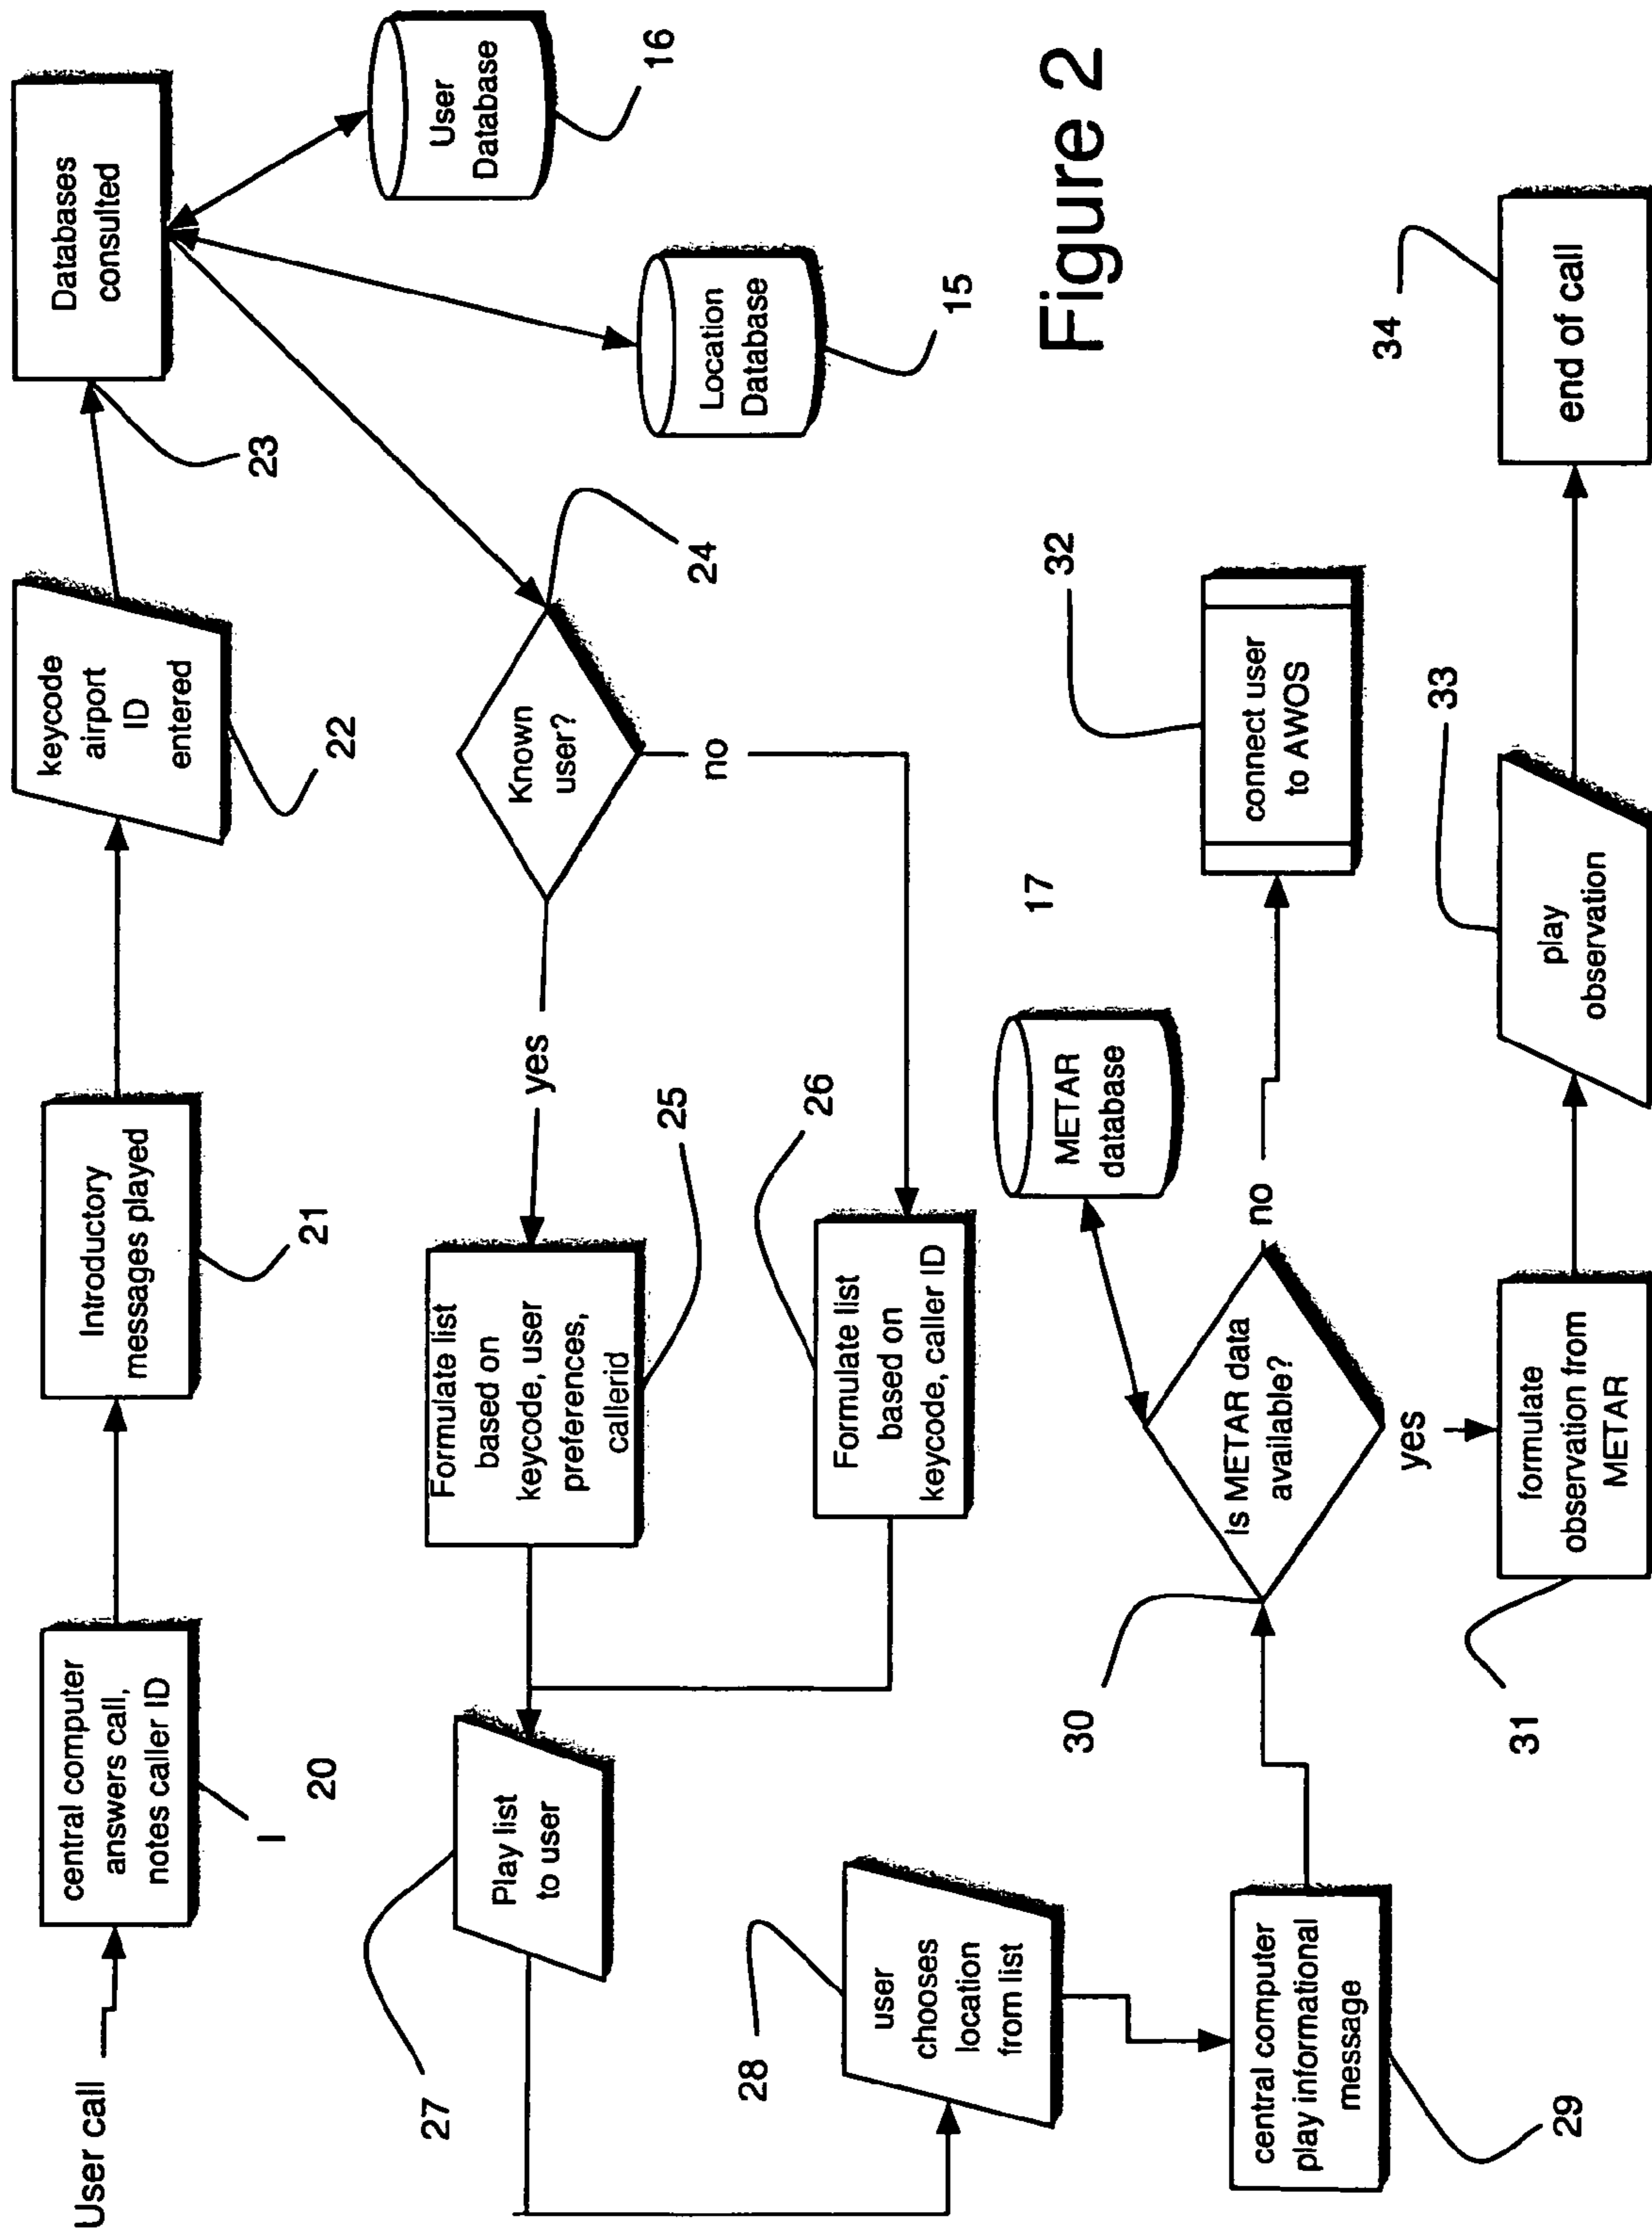 User call
central computer
answers call,
notes caller ID
20
Introductory
messages played
21
keycode
airport
ID
entered
22
Databases
consulted
23
User
Database
16
Location
Database
15
Known
user?
24
yes
no
Formulate list
based on
keycode, user
preferences,
callerid
25
Formulate list
based on
keycode, caller ID
26
Play list
to user
27
user
chooses
location
from list
28
central computer
play informational
message
29
Is METAR data
available?
30
METAR
database
17
no
connect user
to AWOS
32
yes
formulate
observation from
METAR
31
play
observation
33
end of call
34
Figure 2